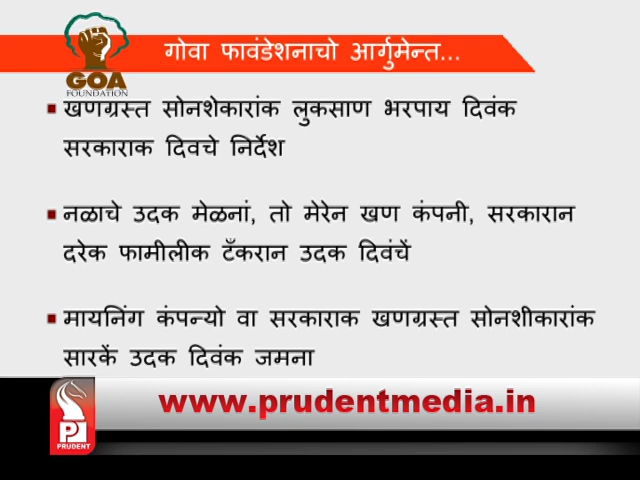 गोवा फावंडेशनाचो आर्गुमेन्त...
GOA
FOUNDATION
खणग्रस्त सोनशेकारांक लुकसाण भरपाय दिवंक
सरकाराक दिवचे निर्देश
नळाचे उदक मेळनां, तो मेरेन खण कंपनी, सरकारान
दरेक फामीलीक टँकरान उदक दिवंचें
मायनिंग कंपन्यो वा सरकाराक खणग्रस्त सोनशीकारांक
सारकें उदक दिवंक जमना
www.prudentmedia.in
PRUDENT